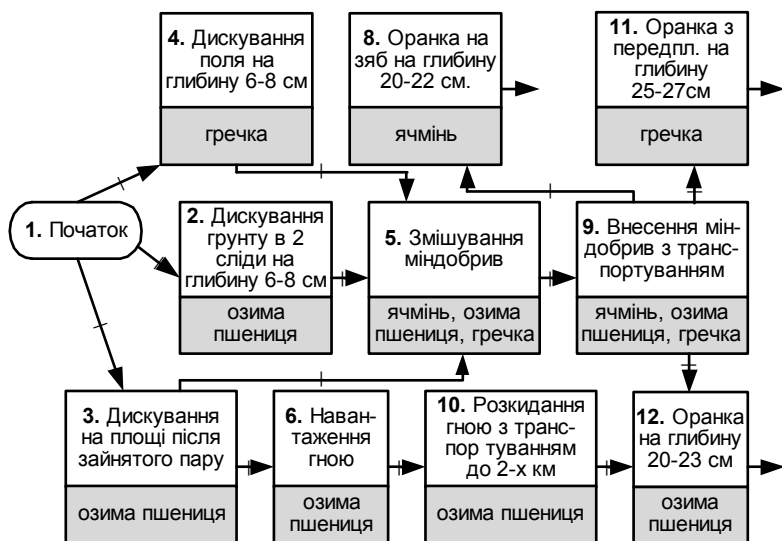 4. Дискування
поля на
глибину 6-8 см
гречка
8. Оранка на
зяб на глибину
20-22 см.
ячмінь
11. Оранка з
передпл. на
глибину
25-27см
гречка
1. Початок
2. Дискування
грунту в 2
сліди на
глибину 6-8 см
озима
пшениця
5. Змішування
міндобрив
ячмінь, озима
пшениця, гречка
9. Внесення мін-
добрив з транс-
портуванням
ячмінь, озима
пшениця, гречка
3. Дискування
на площі після
зайнятого пару
озима пшениця
6. Наван-
таження
гною
озима
пшениця
10. Розкидання
гною з транс-
пор туванням
до 2-х км
озима пшениця
12. Оранка
на глибину
20-23 см
озима
пшениця